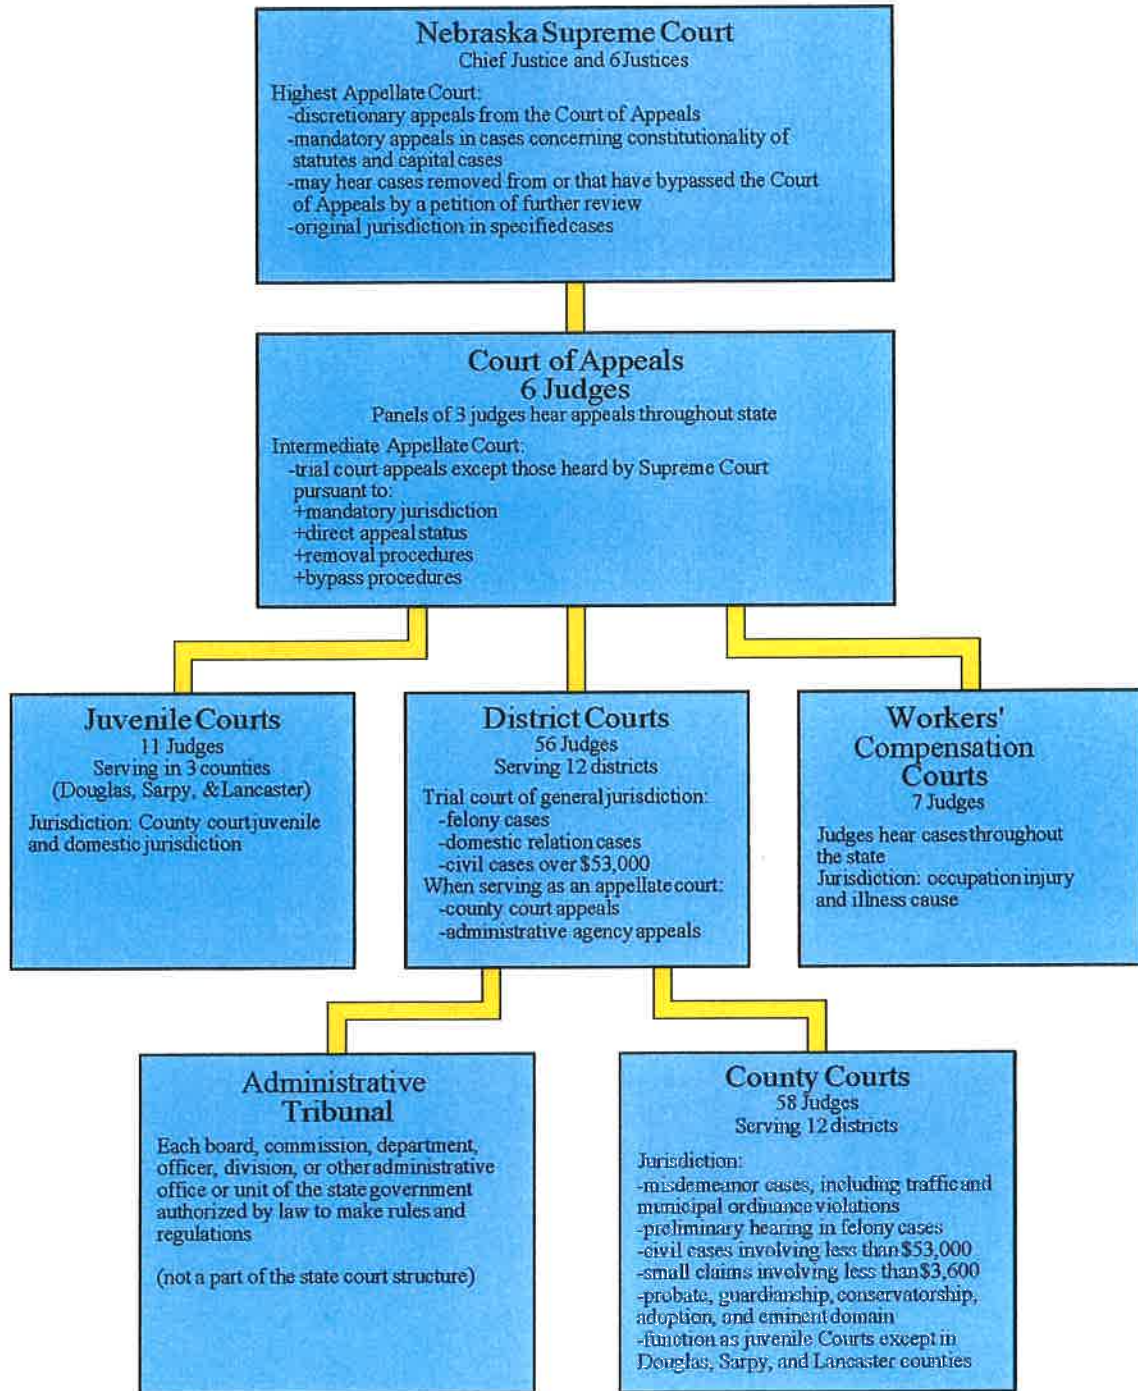 Nebraska Supreme Court
Chief Justice and 6 Justices
Highest Appellate Court:
-discretionary appeals from the Court of Appeals
-mandatory appeals in cases concerning constitutionality of
statutes and capital cases
-may hear cases removed from or that have bypassed the Court
of Appeals by a petition of further review
-original jurisdiction in specified cases
Court of Appeals
6 Judges
Panels of 3 judges hear appeals throughout state
Intermediate Appellate Court:
-trial court appeals except those heard by Supreme Court
pursuant to:
+mandatory jurisdiction
+direct appeal status
+removal procedures
+bypass procedures
Juvenile Courts
11 Judges
Serving in 3 counties
(Douglas, Sarpy, & Lancaster)
Jurisdiction: County court juvenile
and domestic jurisdiction
District Courts
56 Judges
Serving 12 districts
Trial court of general jurisdiction:
-felony cases
-domestic relation cases
-civil cases over $53,000
When serving as an appellate court:
-county court appeals
-administrative agency appeals
Workers'
Compensation
Courts
7 Judges
Judges hear cases throughout
the state
Jurisdiction: occupation injury
and illness cause
Administrative
Tribunal
Each board, commission, department,
officer, division, or other administrative
office or unit of the state government
authorized by law to make rules and
regulations
(not a part of the state court structure)
County Courts
58 Judges
Serving 12 districts
Jurisdiction:
-misdemeanor cases, including traffic and
municipal ordinance violations
-preliminary hearing in felony cases
-civil cases involving less than $53,000
-small claims involving less than $3,600
-probate, guardianship, conservatorship,
adoption, and eminent domain
-function as juvenile Courts except in
Douglas, Sarpy, and Lancaster counties